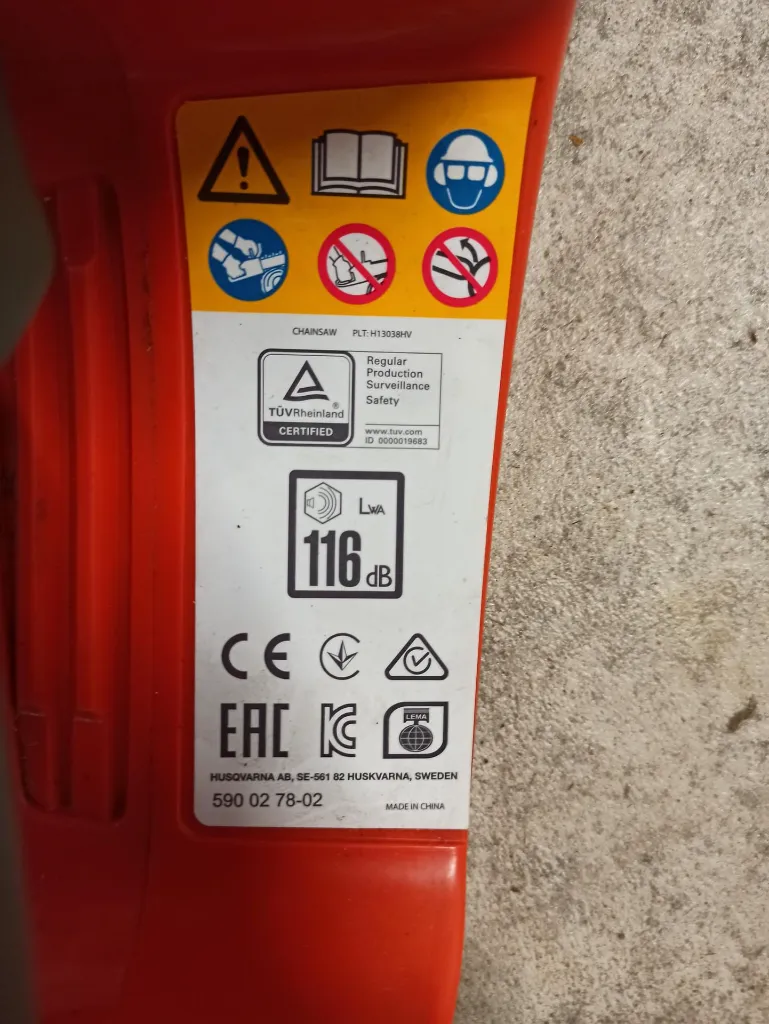 CHAINSAW PLT: H13038HV
Regular
Production
Surveillance
Safety
TÜVRheinland®
CERTIFIED
www.tuv.com
ID 0000019683
LWA
116 dB
CE
EAC KC LEMA
HUSQVARNA AB, SE-561 82 HUSKVARNA, SWEDEN
590 02 78-02 MADE IN CHINA